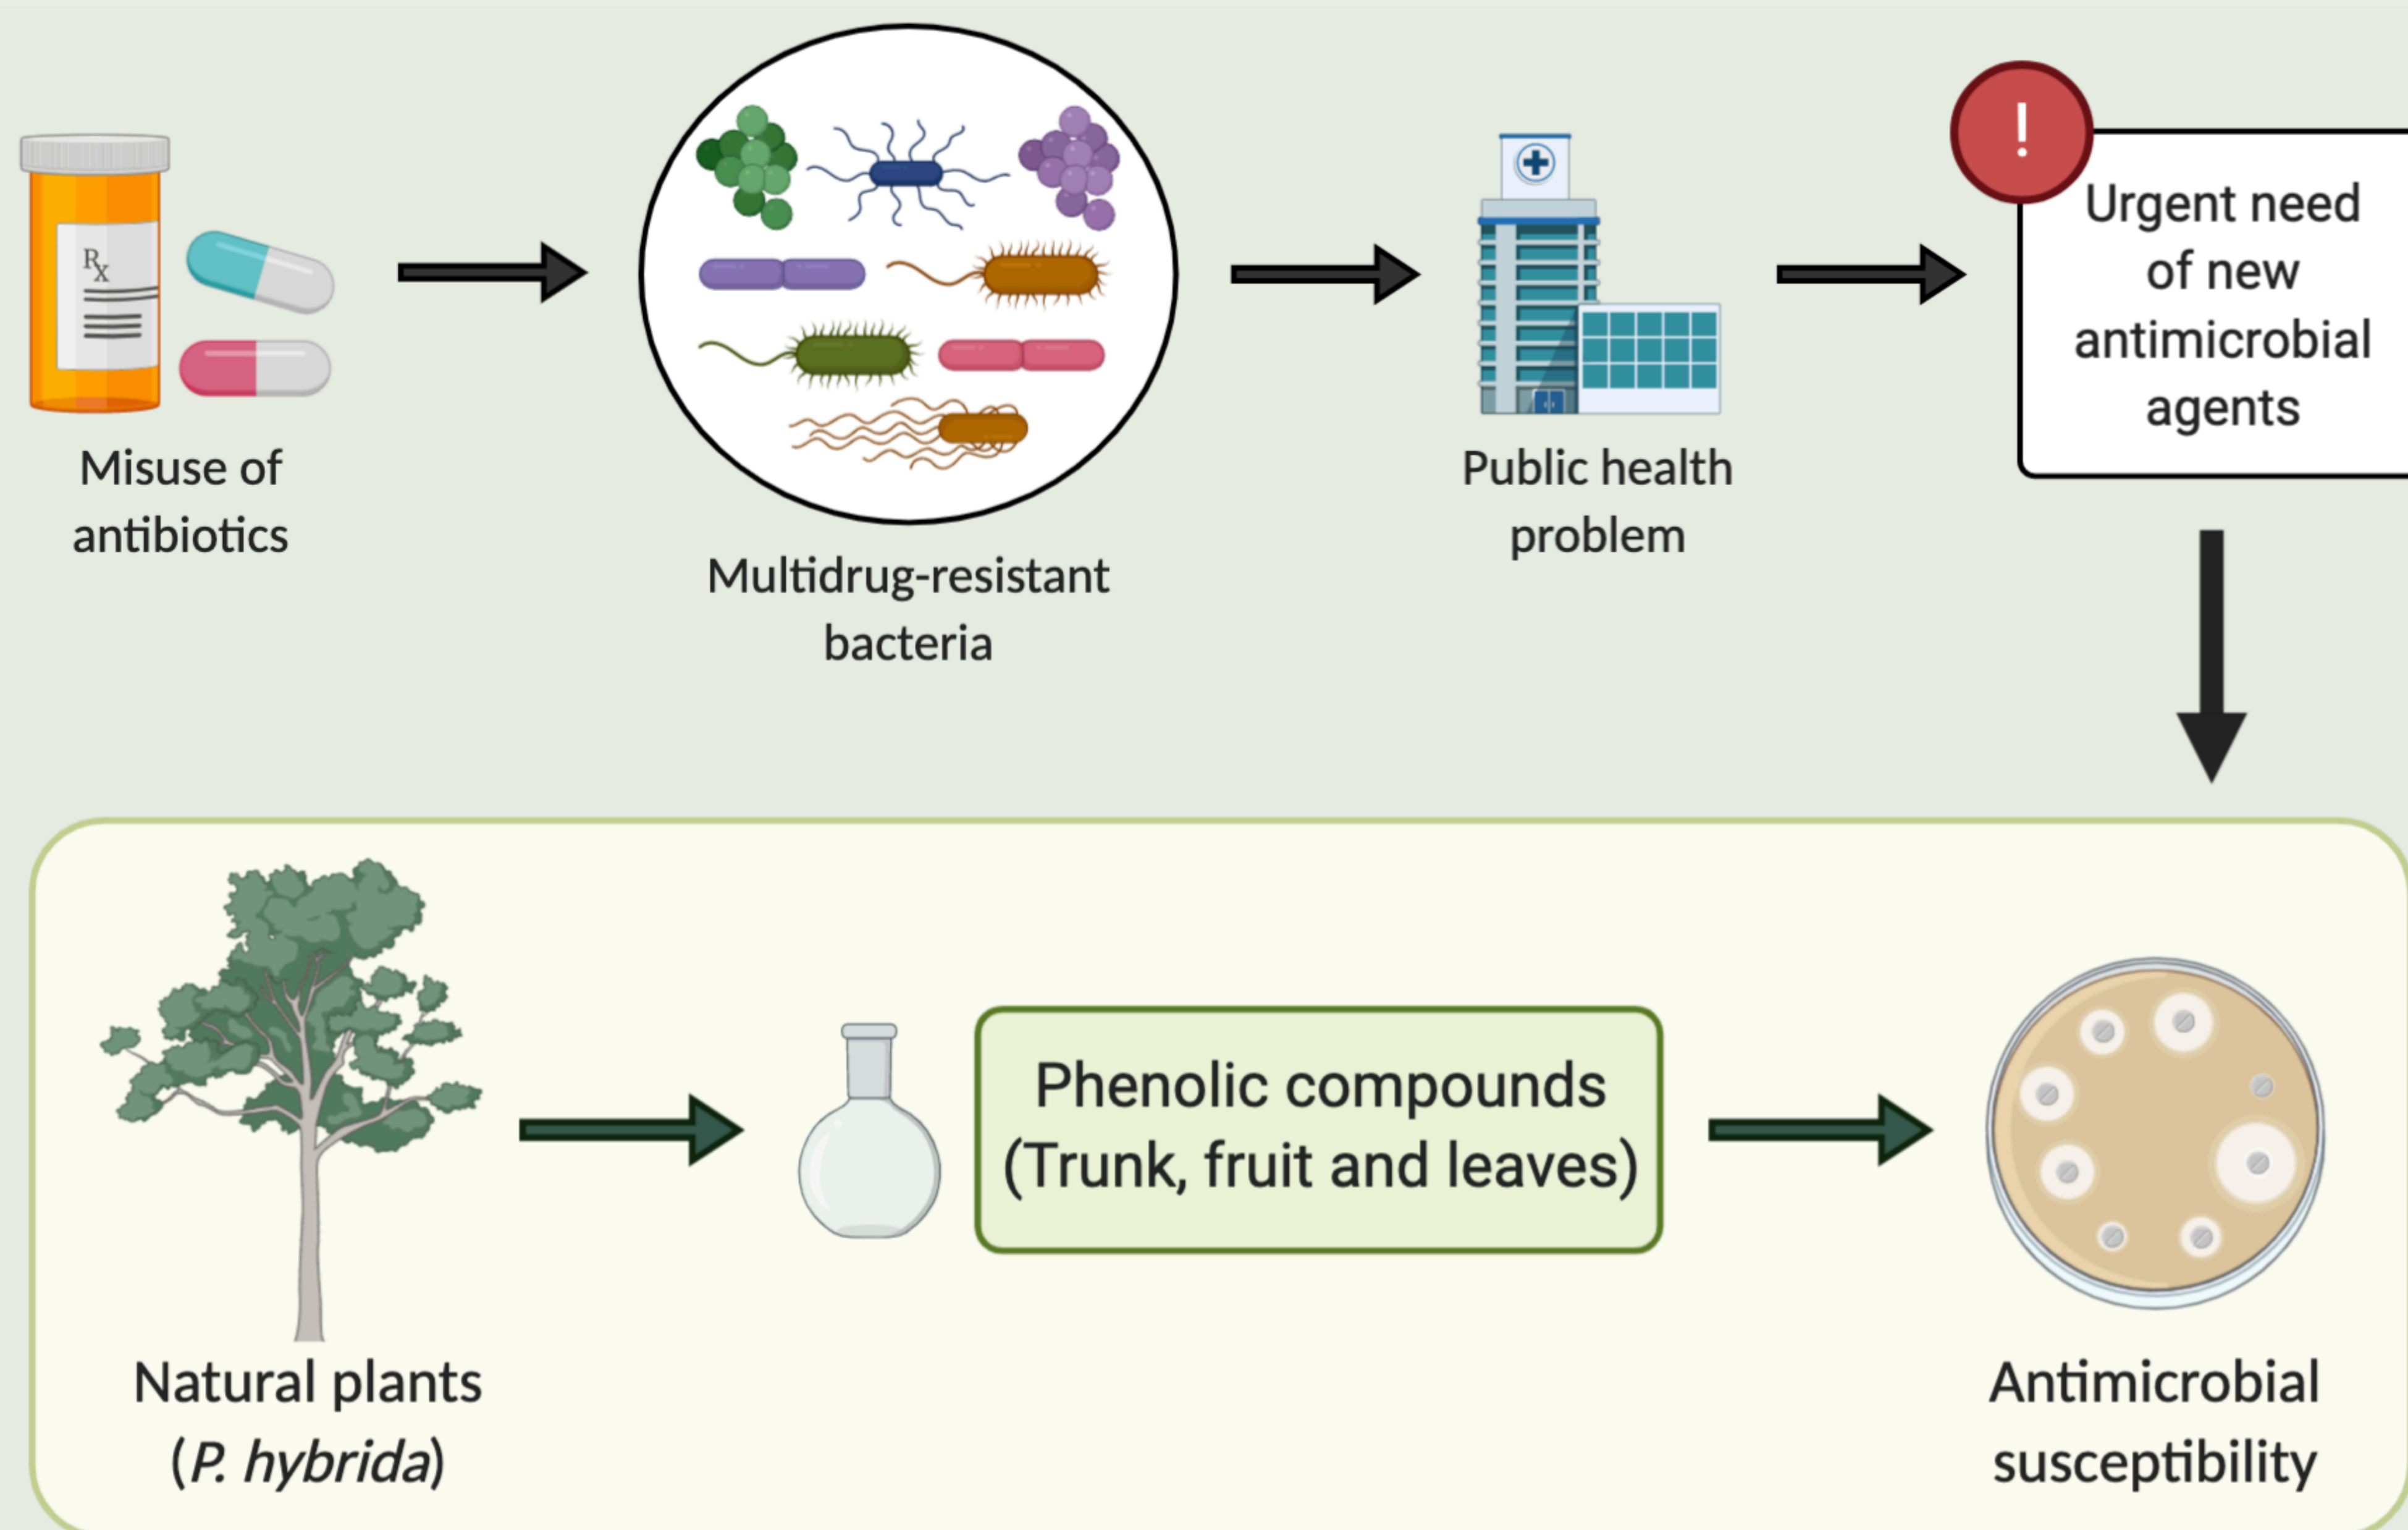 Rx
Misuse of
antibiotics
Multidrug-resistant
bacteria
Public health
problem
!
Urgent need
of new
antimicrobial
agents
Natural plants
(P. hybrida)
Phenolic compounds
(Trunk, fruit and leaves)
Antimicrobial
susceptibility